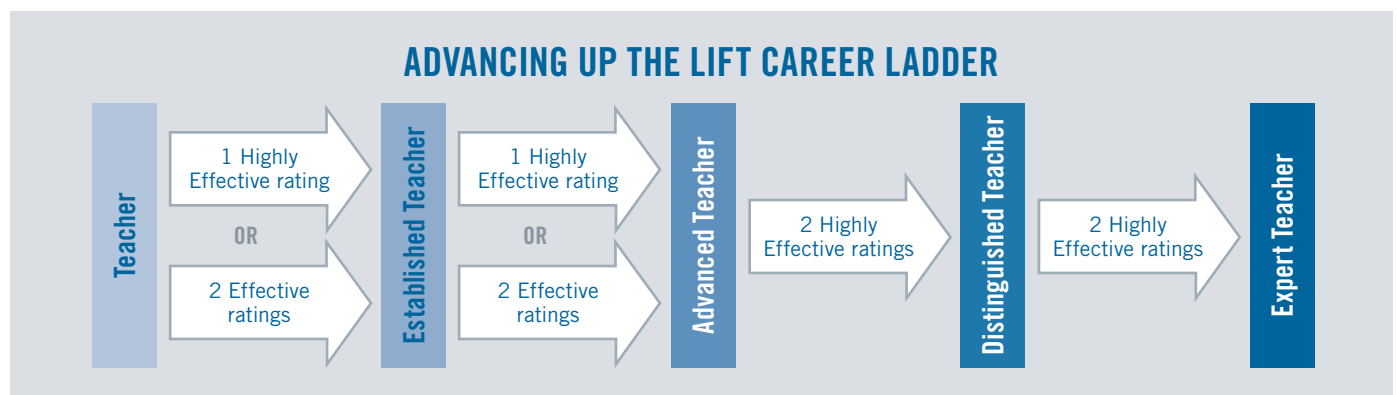 ADVANCING UP THE LIFT CAREER LADDER
Teacher
1 Highly
Effective rating
OR
2 Effective
ratings
Established Teacher
1 Highly
Effective rating
OR
2 Effective
ratings
Advanced Teacher
2 Highly
Effective ratings
Distinguished Teacher
2 Highly
Effective ratings
Expert Teacher